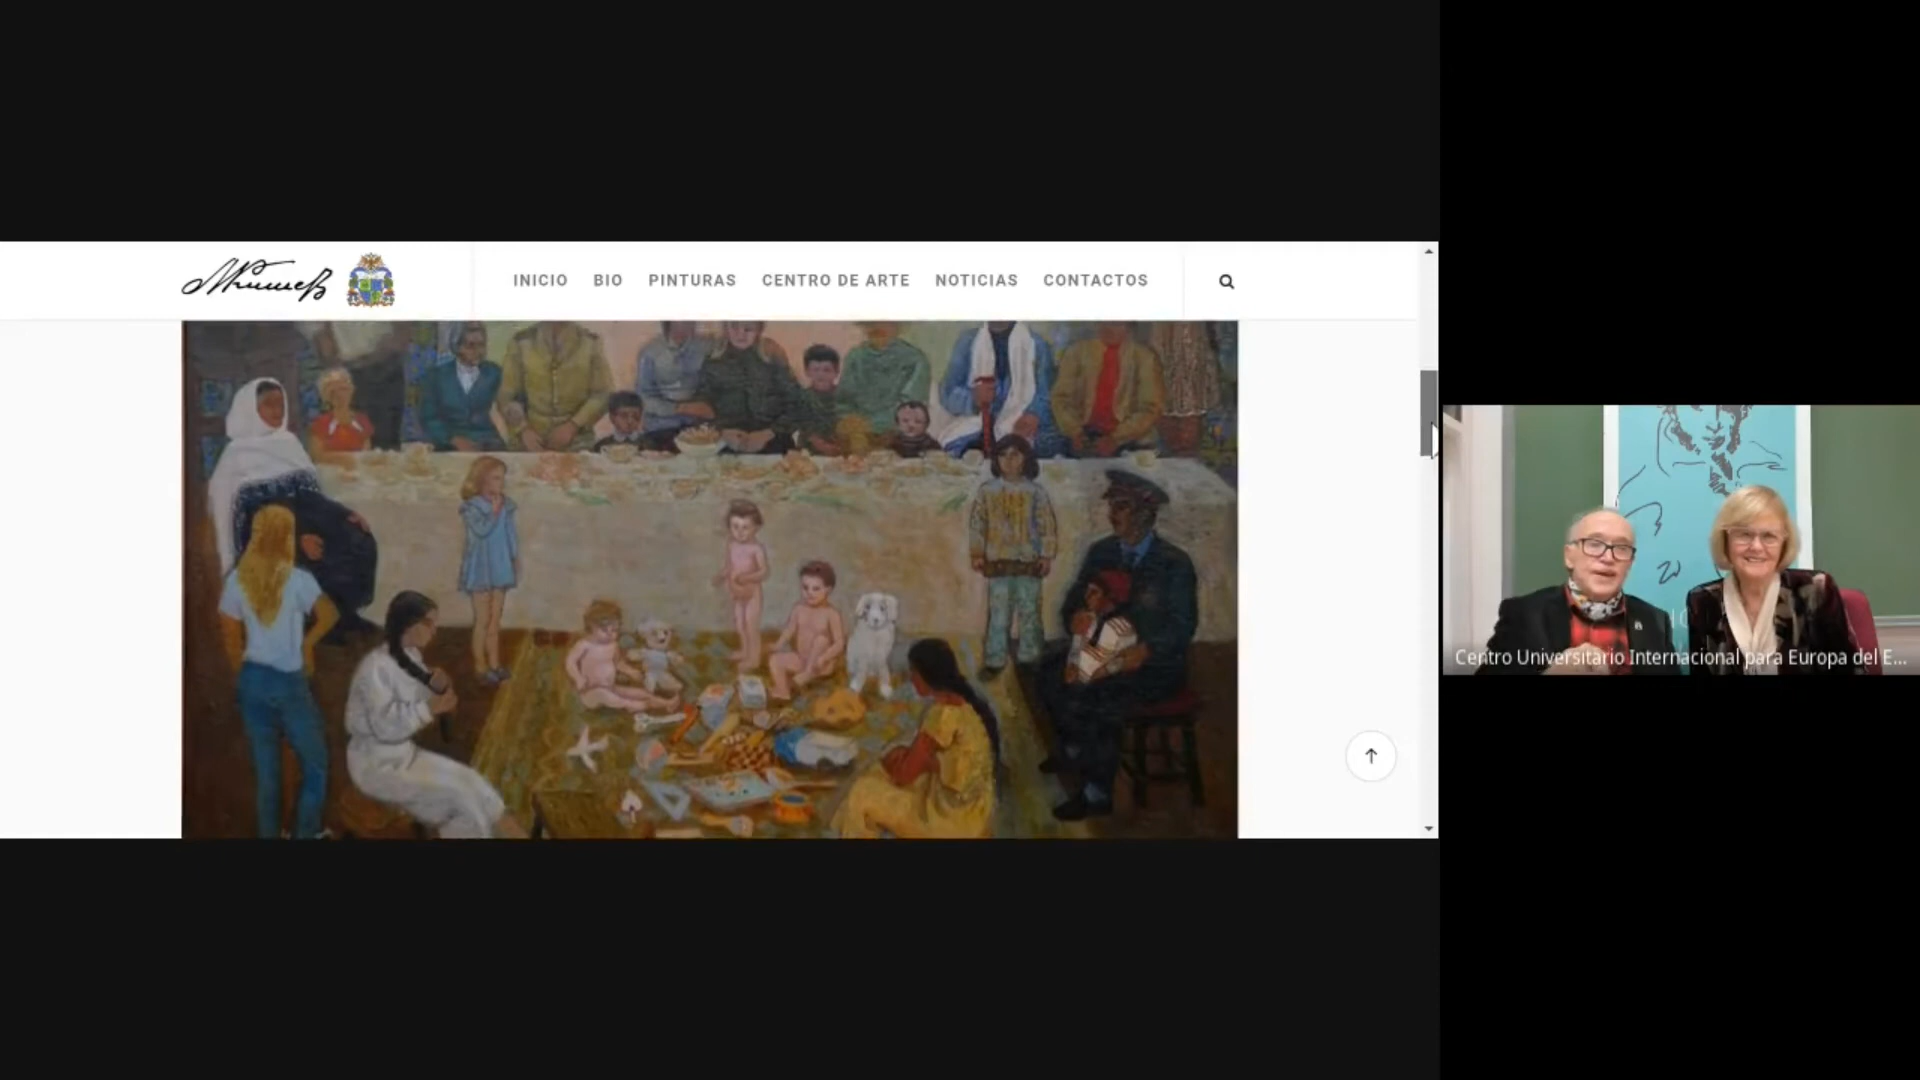 INICIO BIO PINTURAS CENTRO DE ARTE NOTICIAS CONTACTOS
Centro Universitario Internacional para Europa del E...